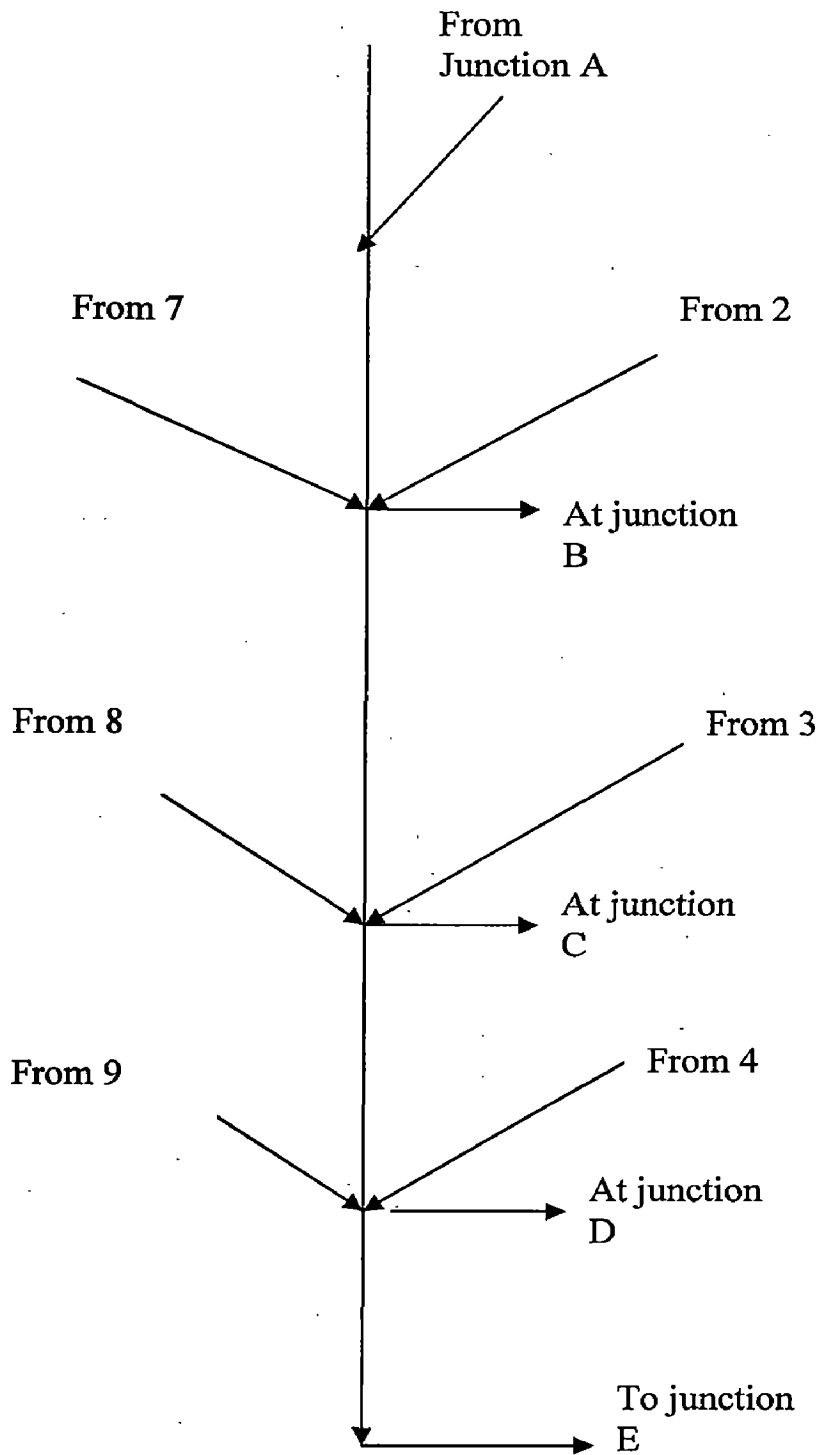 From
Junction A
From 7
From 2
At junction
B
From 8
From 3
At junction
C
From 9
From 4
At junction
D
To junction
E